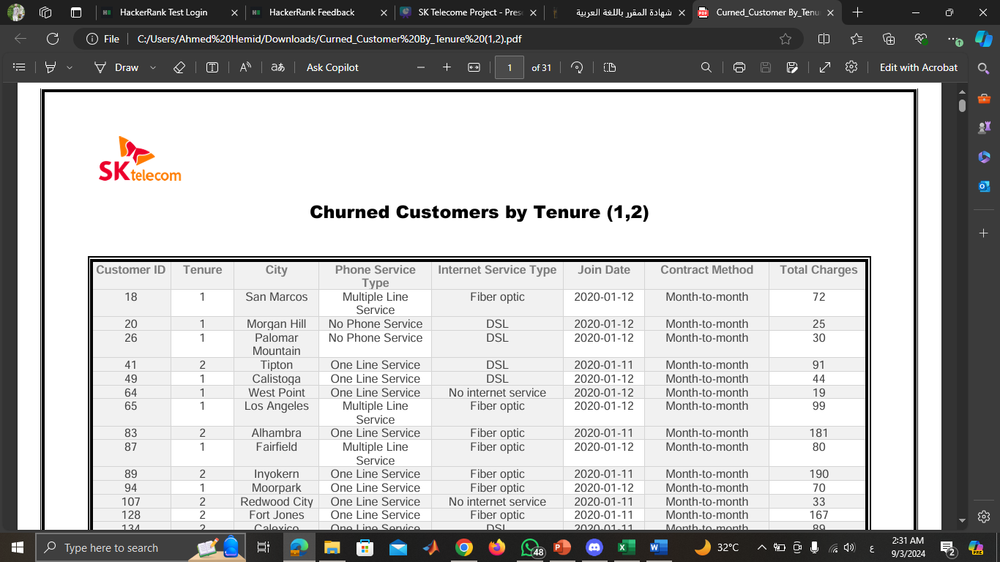 HackerRank Test Login
HackerRank Feedback
SK Telecome Project - Prese
شهادة المقرر باللغة العربية
Curned_Customer By_Tenu
File
C:/Users/Ahmed%20Hemid/Downloads/Curned_Customer%20By_Tenure%20(1,2).pdf
Draw
aあ
Ask Copilot
1
of 31
Edit with Acrobat
SK telecom
Churned Customers by Tenure (1,2)
Customer ID Tenure City Phone Service Type Internet Service Type Join Date Contract Method Total Charges
18 1 San Marcos Multiple Line Service Fiber optic 2020-01-12 Month-to-month 72
20 1 Morgan Hill No Phone Service DSL 2020-01-12 Month-to-month 25
26 1 Palomar Mountain No Phone Service DSL 2020-01-12 Month-to-month 30
41 2 Tipton One Line Service DSL 2020-01-11 Month-to-month 91
49 1 Calistoga One Line Service DSL 2020-01-12 Month-to-month 44
64 1 West Point One Line Service No internet service 2020-01-12 Month-to-month 19
65 1 Los Angeles Multiple Line Service Fiber optic 2020-01-12 Month-to-month 99
83 2 Alhambra One Line Service Fiber optic 2020-01-11 Month-to-month 181
87 1 Fairfield Multiple Line Service Fiber optic 2020-01-12 Month-to-month 80
89 2 Inyokern One Line Service Fiber optic 2020-01-11 Month-to-month 190
94 1 Moorpark One Line Service Fiber optic 2020-01-12 Month-to-month 70
107 2 Redwood City One Line Service No internet service 2020-01-11 Month-to-month 33
128 2 Fort Jones One Line Service Fiber optic 2020-01-11 Month-to-month 167
134 2 Calexico One Line Service DSL 2020-01-11 Month-to-month 89
Type here to search
48
32°C
ع
2:31 AM
9/3/2024
2
PRE